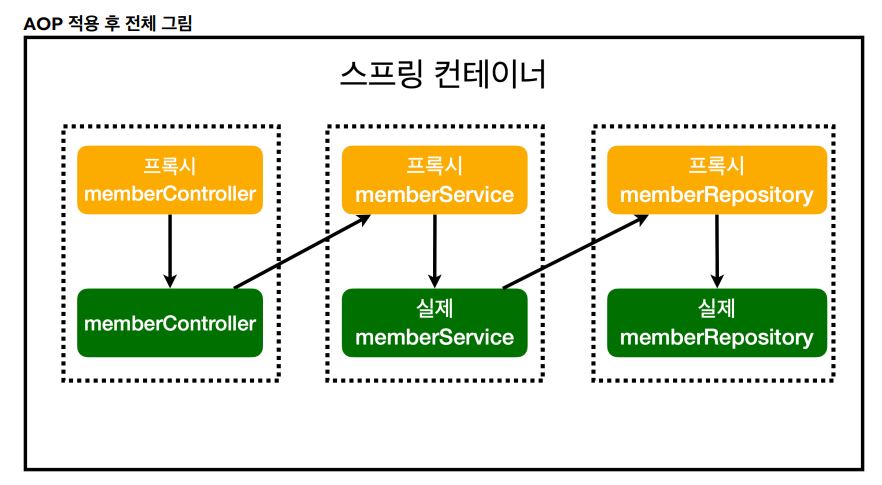 AOP 적용 후 전체 그림
스프링 컨테이너
프록시
memberController
프록시
memberService
프록시
memberRepository
memberController
실제
memberService
실제
memberRepository